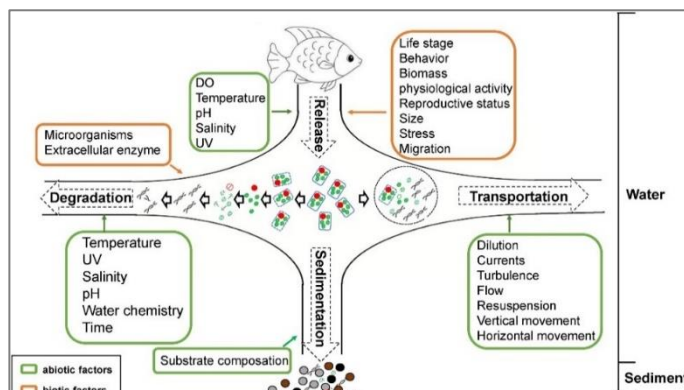 DO
Temperature
pH
Salinity
UV
Life stage
Behavior
Biomass
physiological activity
Reproductive status
Size
Stress
Migration
Release
Microorganisms
Extracellular enzyme
Degradation
Transportation
Water
Temperature
UV
Salinity
pH
Water chemistry
Time
Dilution
Currents
Turbulence
Flow
Resuspension
Vertical movement
Horizontal movement
Sedimentation
Substrate composation
abiotic factors
biotic factors
Sediment